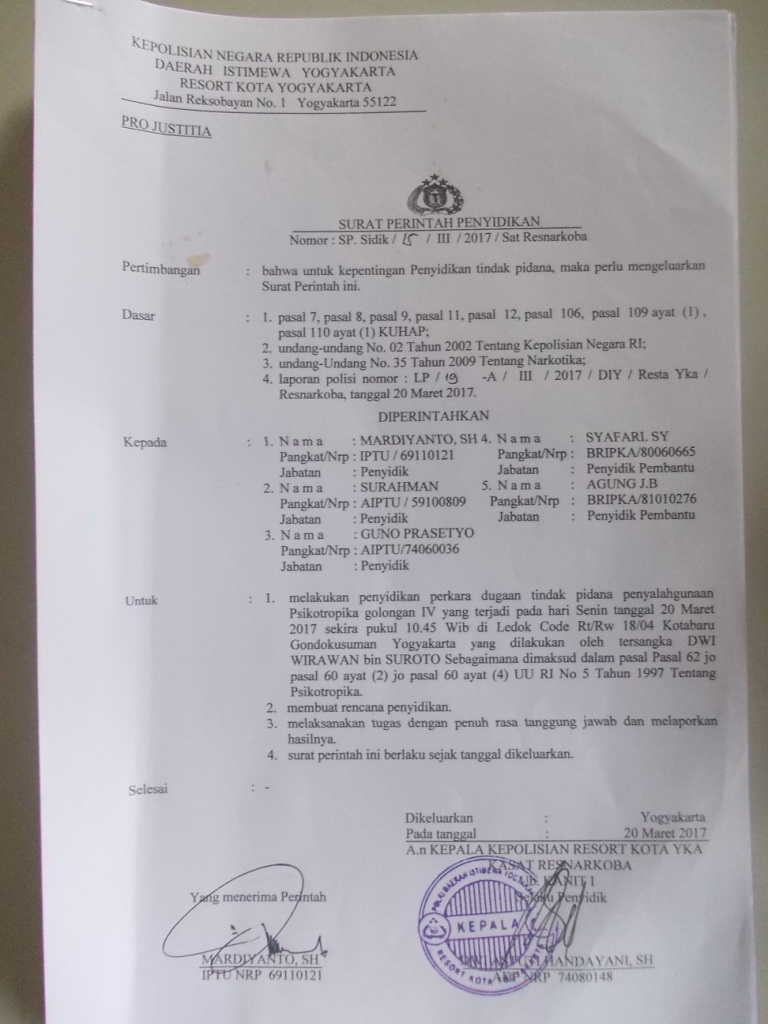 KEPOLISIAN NEGARA REPUBLIK INDONESIA
DAERAH ISTIMEWA YOGYAKARTA
RESORT KOTA YOGYAKARTA
Jalan Reksobayan No. 1 Yogyakarta 55122
PRO JUSTITIA
SURAT PERINTAH PENYIDIKAN
Nomor : SP. Sidik / 15 / III / 2017 / Sat Resnarkoba
Pertimbangan : bahwa untuk kepentingan Penyidikan tindak pidana, maka perlu mengeluarkan
Surat Perintah ini.
Dasar : 1. pasal 7, pasal 8, pasal 9, pasal 11, pasal 12, pasal 106, pasal 109 ayat (1),
pasal 110 ayat (1) KUHAP;
2. undang-undang No. 02 Tahun 2002 Tentang Kepolisian Negara RI;
3. undang-Undang No. 35 Tahun 2009 Tentang Narkotika;
4. laporan polisi nomor : LP / 19 -A / III / 2017 / DIY / Resta Yka /
Resnarkoba, tanggal 20 Maret 2017.
DIPERINTAHKAN
Kepada : 1. N a m a : MARDIYANTO, SH 4. N a m a : SYAFARI. SY
Pangkat/Nrp : IPTU / 69110121 Pangkat/Nrp : BRIPKA/80060665
Jabatan : Penyidik Jabatan : Penyidik Pembantu
2. N a m a : SURAHMAN 5. N a m a : AGUNG J.B
Pangkat/Nrp : AIPTU / 59100809 Pangkat/Nrp : BRIPKA/81010276
Jabatan : Penyidik Jabatan : Penyidik Pembantu
3. N a m a : GUNO PRASETYO
Pangkat/Nrp : AIPTU/74060036
Jabatan : Penyidik
Untuk : 1. melakukan penyidikan perkara dugaan tindak pidana penyalahgunaan
Psikotropika golongan IV yang terjadi pada hari Senin tanggal 20 Maret
2017 sekira pukul 10.45 Wib di Ledok Code Rt/Rw 18/04 Kotabaru
Gondokusuman Yogyakarta yang dilakukan oleh tersangka DWI
WIRAWAN bin SUROTO Sebagaimana dimaksud dalam pasal Pasal 62 jo
pasal 60 ayat (2) jo pasal 60 ayat (4) UU RI No 5 Tahun 1997 Tentang
Psikotropika.
2. membuat rencana penyidikan.
3. melaksanakan tugas dengan penuh rasa tanggung jawab dan melaporkan
hasilnya.
4. surat perintah ini berlaku sejak tanggal dikeluarkan.
Selesai : -
Dikeluarkan : Yogyakarta
Pada tanggal : 20 Maret 2017
A.n KEPALA KEPOLISIAN RESORT KOTA YKA
KASAT RESNARKOBA
Ub. KANIT I
Yang menerima Perintah Selaku Penyidik
KEPALA
RESORT KOTA
MARDIYANTO, SH HANDAYANI, SH
IPTU NRP 69110121 AKP NRP 74080148